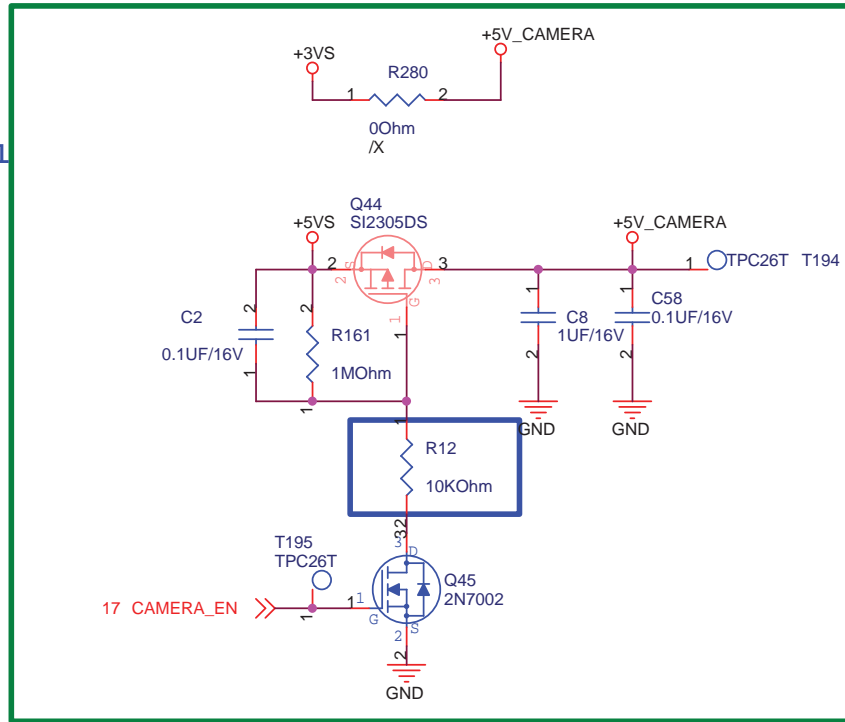 +5V_CAMERA
+3VS
R280
1 2
0Ohm
/X
1
Q44
SI2305DS
+5VS
+5V_CAMERA
2 S D 3
2 3
1 TPC26T T194
G
1 1
2 2
C2
0.1UF/16V
R161
1MOhm
1 1
1 1
C8
1UF/16V
C58
0.1UF/16V
2 2
GND GND
1
R12
10KOhm
32
3 D
T195
TPC26T
Q45
2N7002
17 CAMERA_EN
1 1 1
G S
2
2
GND